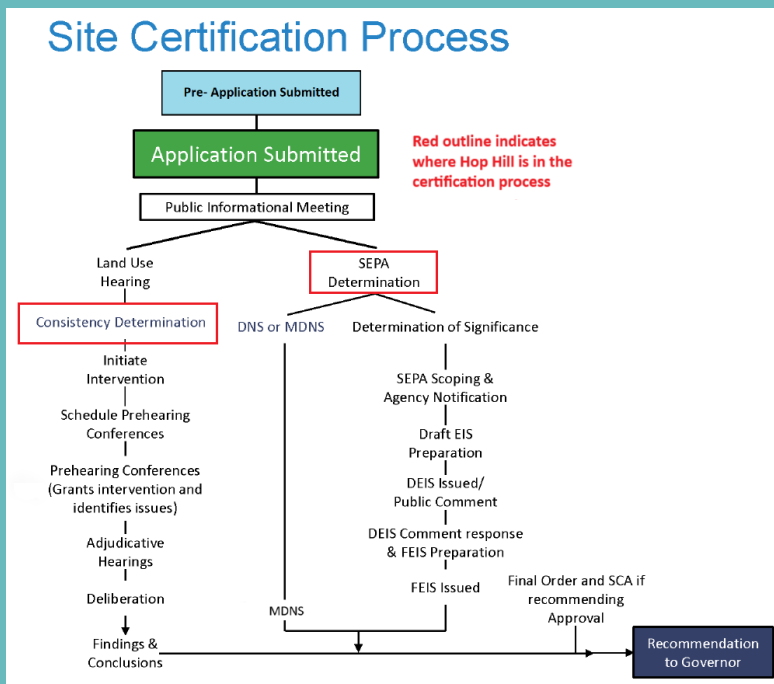 Site Certification Process
Pre- Application Submitted
Application Submitted
Red outline indicates
where Hop Hill is in the
certification process
Public Informational Meeting
Land Use
Hearing
Consistency Determination
Initiate
Intervention
Schedule Prehearing
Conferences
Prehearing Conferences
(Grants intervention and
identifies issues)
Adjudicative
Hearings
Deliberation
Findings &
Conclusions
SEPA
Determination
DNS or MDNS
MDNS
Determination of Significance
SEPA Scoping &
Agency Notification
Draft EIS
Preparation
DEIS Issued/
Public Comment
DEIS Comment response
& FEIS Preparation
FEIS Issued
Final Order and SCA if
recommending
Approval
Recommendation
to Governor